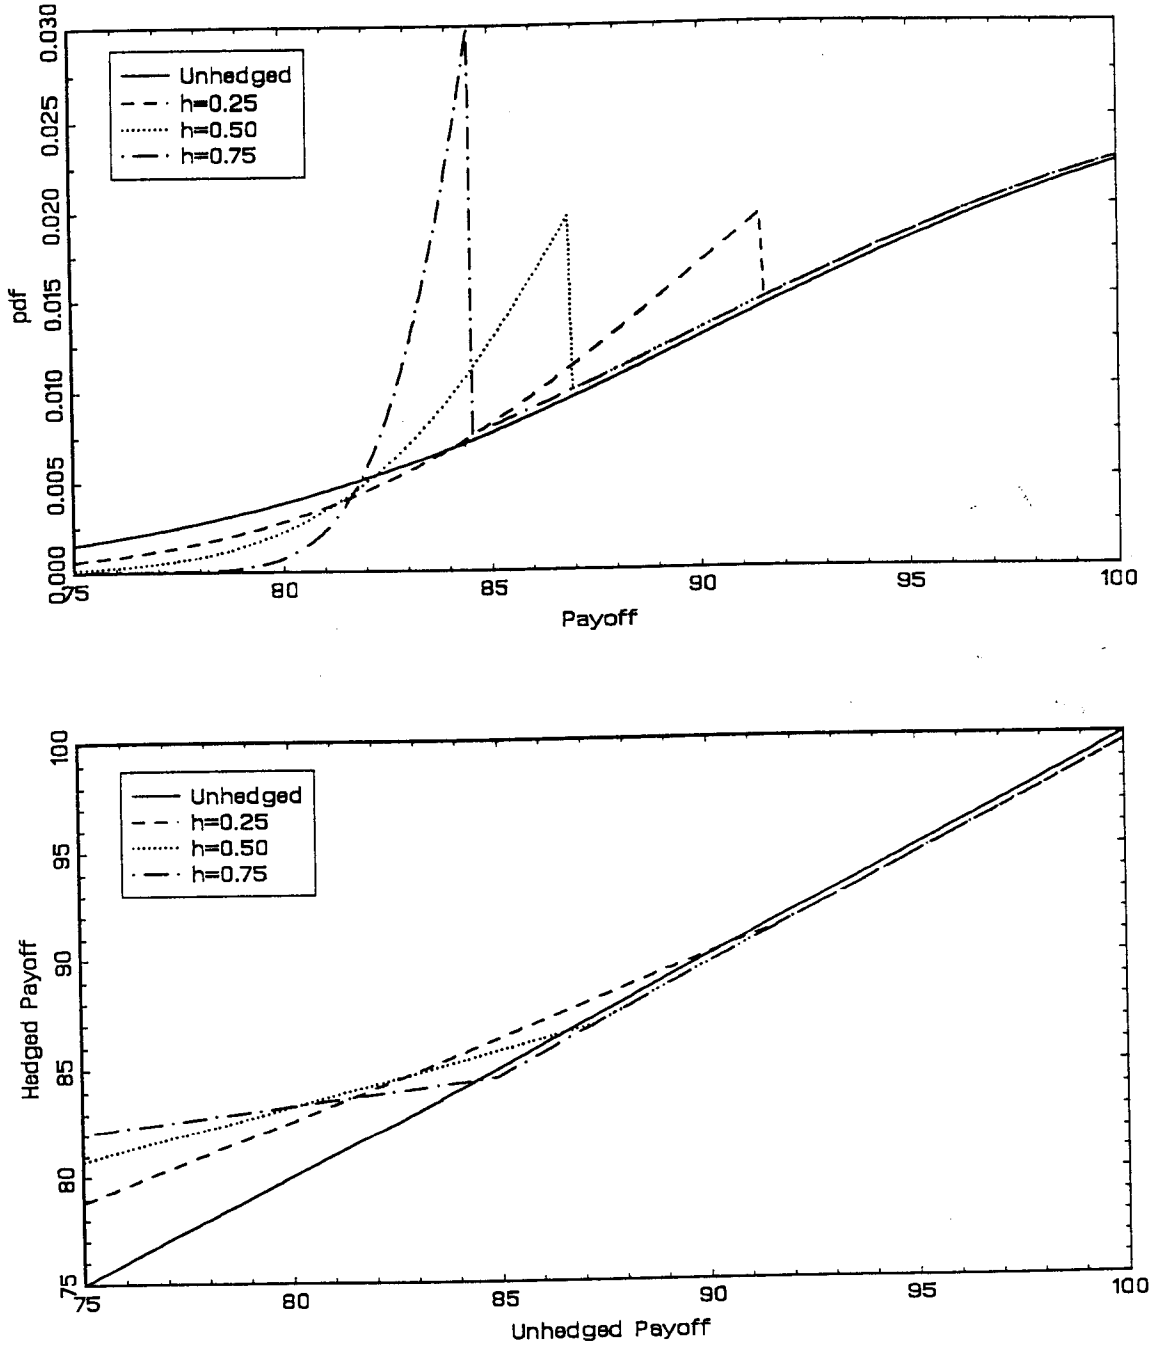 0.030
0.025
0.020
0.015
0.010
0.005
0.000
pdf
Unhedged
h=0.25
h=0.50
h=0.75
75 80 85 90 95 100
Payoff
100
95
90
85
80
75
Hedged Payoff
Unhedged
h=0.25
h=0.50
h=0.75
75 80 85 90 95 100
Unhedged Payoff